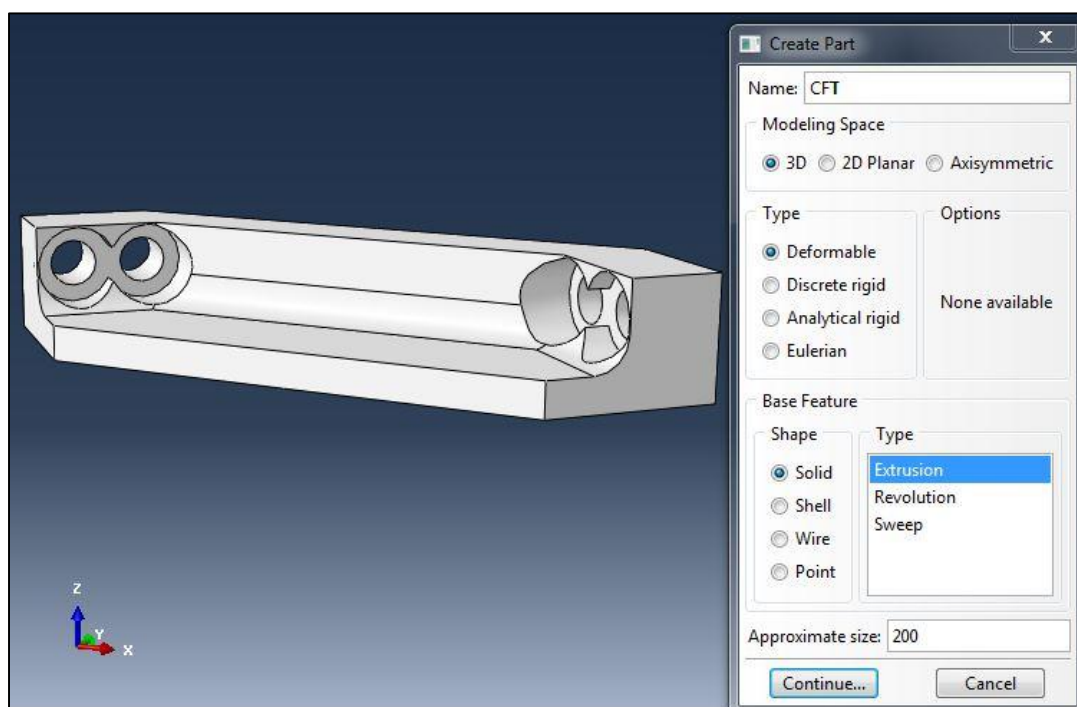 Create Part
X
Name: CFT
Modeling Space
3D 2D Planar Axisymmetric
Type
Deformable
Discrete rigid
Analytical rigid
Eulerian
Options
None available
Base Feature
Shape
Solid
Shell
Wire
Point
Type
Extrusion
Revolution
Sweep
Approximate size: 200
Continue... Cancel
Z
Y
X